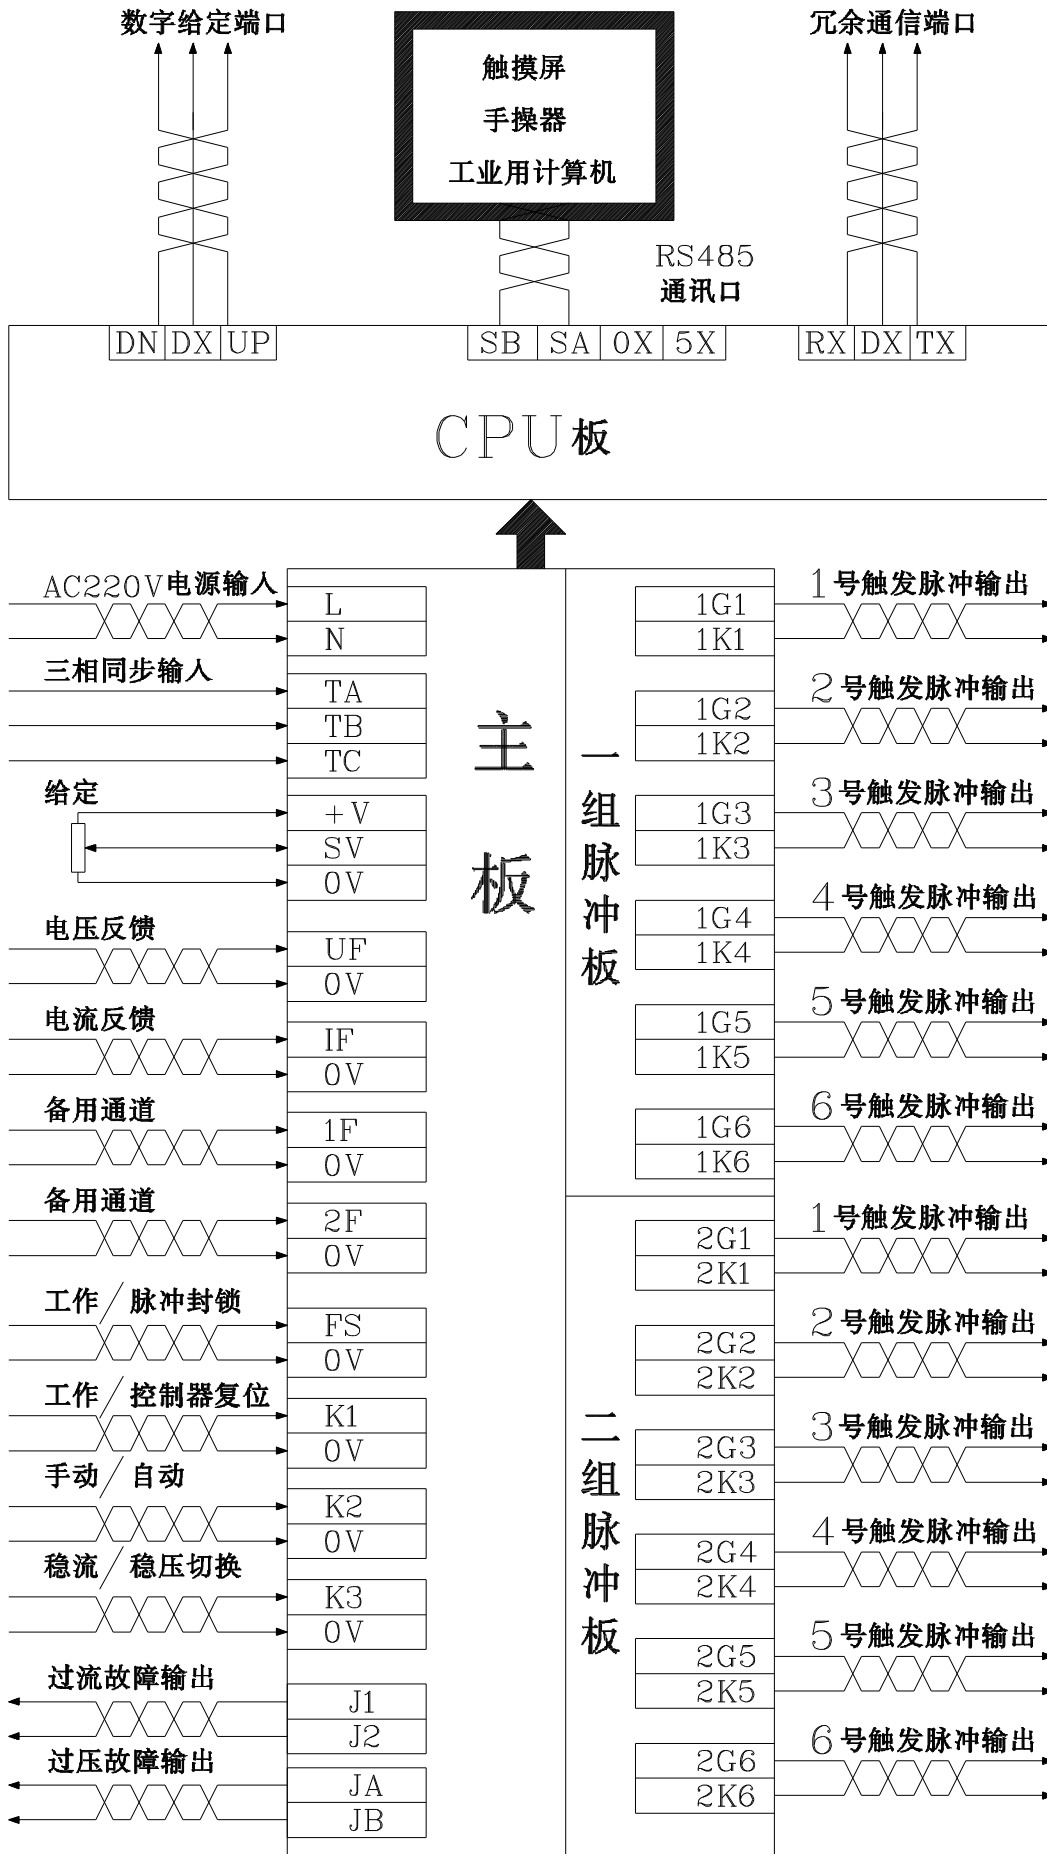 数字给定端口
冗余通信端口
触摸屏
手操器
工业用计算机
RS485
通讯口
DN DX UP
SB SA 0X 5X
RX DX TX
CPU板
AC220V电源输入
L
N
三相同步输入
TA
TB
TC
给定
+V
SV
0V
电压反馈
UF
0V
电流反馈
IF
0V
备用通道
1F
0V
备用通道
2F
0V
工作/脉冲封锁
FS
0V
工作/控制器复位
K1
0V
手动/自动
K2
0V
稳流/稳压切换
K3
0V
过流故障输出
J1
J2
过压故障输出
JA
JB
主板
一组脉冲板
1号触发脉冲输出
1G1
1K1
2号触发脉冲输出
1G2
1K2
3号触发脉冲输出
1G3
1K3
4号触发脉冲输出
1G4
1K4
5号触发脉冲输出
1G5
1K5
6号触发脉冲输出
1G6
1K6
二组脉冲板
1号触发脉冲输出
2G1
2K1
2号触发脉冲输出
2G2
2K2
3号触发脉冲输出
2G3
2K3
4号触发脉冲输出
2G4
2K4
5号触发脉冲输出
2G5
2K5
6号触发脉冲输出
2G6
2K6